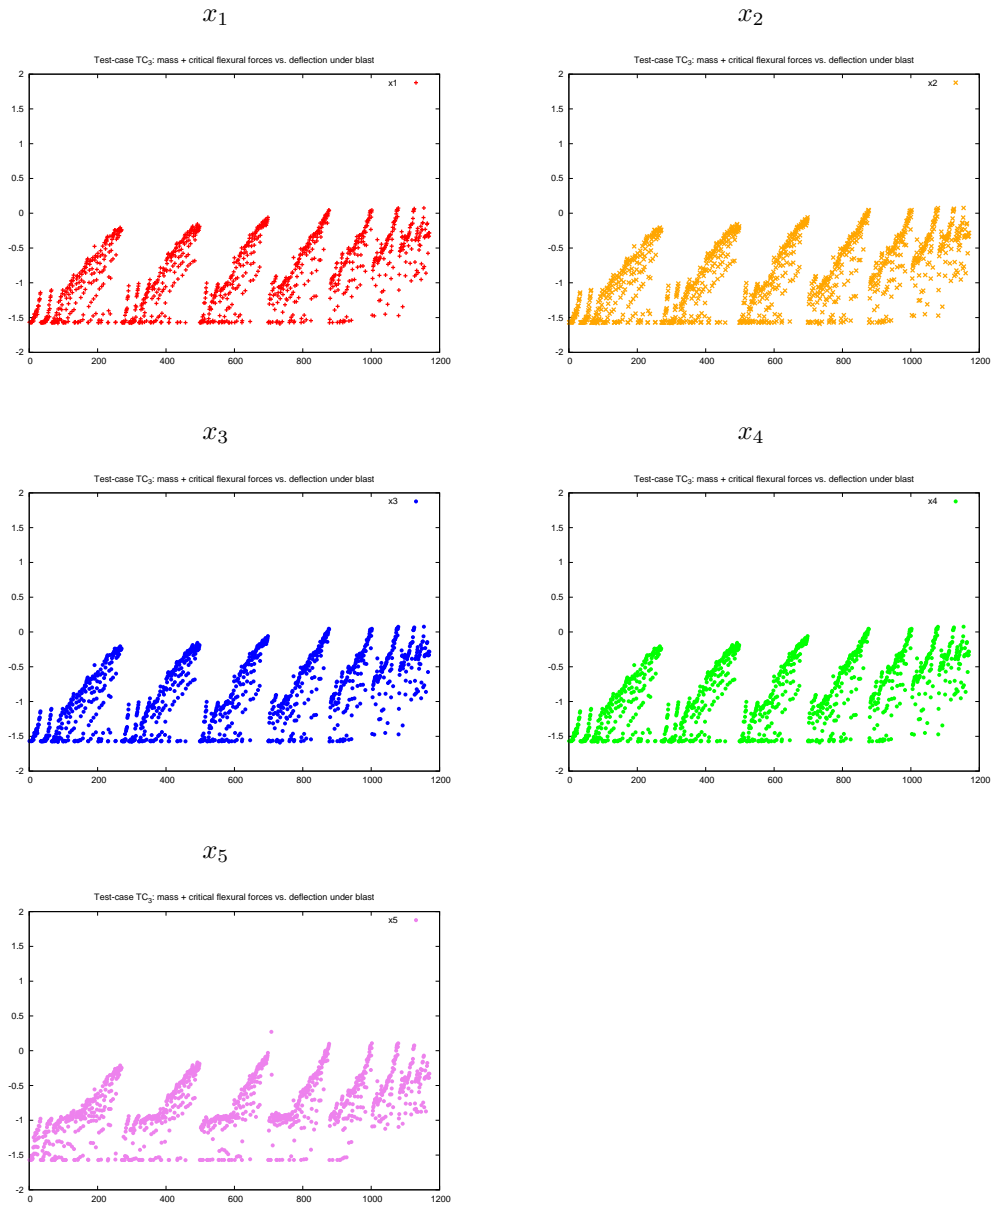 x1 x2
Test-case TC3: mass + critical flexural forces vs. deflection under blast
x1
2
1.5
1
0.5
0
-0.5
-1
-1.5
-2
0 200 400 600 800 1000 1200
Test-case TC3: mass + critical flexural forces vs. deflection under blast
x2
2
1.5
1
0.5
0
-0.5
-1
-1.5
-2
0 200 400 600 800 1000 1200
x3 x4
Test-case TC3: mass + critical flexural forces vs. deflection under blast
x3
2
1.5
1
0.5
0
-0.5
-1
-1.5
-2
0 200 400 600 800 1000 1200
Test-case TC3: mass + critical flexural forces vs. deflection under blast
x4
2
1.5
1
0.5
0
-0.5
-1
-1.5
-2
0 200 400 600 800 1000 1200
x5
Test-case TC3: mass + critical flexural forces vs. deflection under blast
x5
2
1.5
1
0.5
0
-0.5
-1
-1.5
-2
0 200 400 600 800 1000 1200